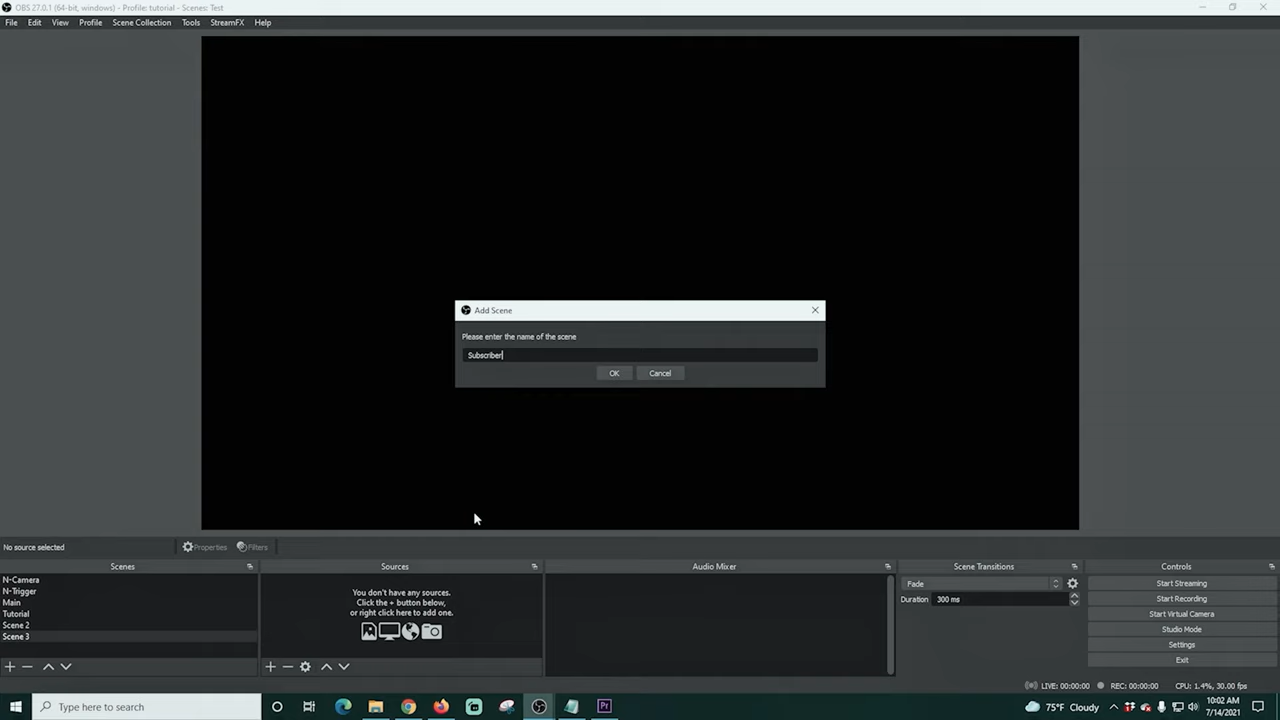 OBS 27.0.1 (64-bit, windows) - Profile: tutorial - Scenes: Test
File Edit View Profile Scene Collection Tools StreamFX Help
Add Scene
Please enter the name of the scene
Subscriber
OK Cancel
No source selected Properties Filters
Scenes Sources Audio Mixer Scene Transitions Controls
N-Camera
N-Trigger
Main
Tutorial
Scene 2
Scene 3
You don't have any sources.
Click the + button below,
or right click here to add one.
Fade
Duration 300 ms
Start Streaming
Start Recording
Start Virtual Camera
Studio Mode
Settings
Exit
LIVE: 00:00:00 REC: 00:00:00 CPU: 1.4%, 30.00 fps
Type here to search
Pr
75°F Cloudy
10:02 AM
7/14/2021